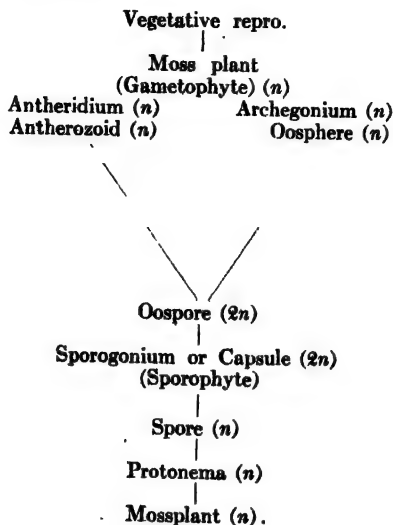 Vegetative repro.
Moss plant
(Gametophyte) (n)
Antheridium (n)
Antherozoid (n)
Archegonium (n)
Oosphere (n)
Oospore (2n)
Sporogonium or Capsule (2n)
(Sporophyte)
Spore (n)
Protonema (n)
Mossplant (n).